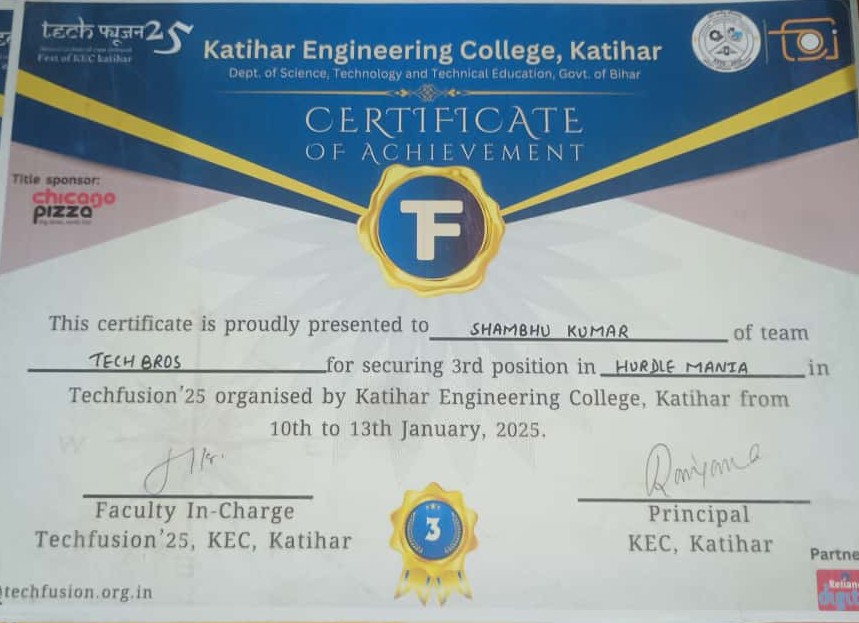 tech फ्यूजन25
Fest of KEC katihar
Katihar Engineering College, Katihar
Dept. of Science, Technology and Technical Education, Govt. of Bihar
CERTIFICATE
OF ACHIEVEMENT
Title sponsor:
chicago
pizza
TF
This certificate is proudly presented to SHAMBHU KUMAR of team
TECH BROS for securing 3rd position in HURDLE MANIA in
Techfusion'25 organised by Katihar Engineering College, Katihar from
10th to 13th January, 2025.
Faculty In-Charge
Techfusion'25, KEC, Katihar
3
Principal
KEC, Katihar
Partne
Relian
digit
techfusion.org.in